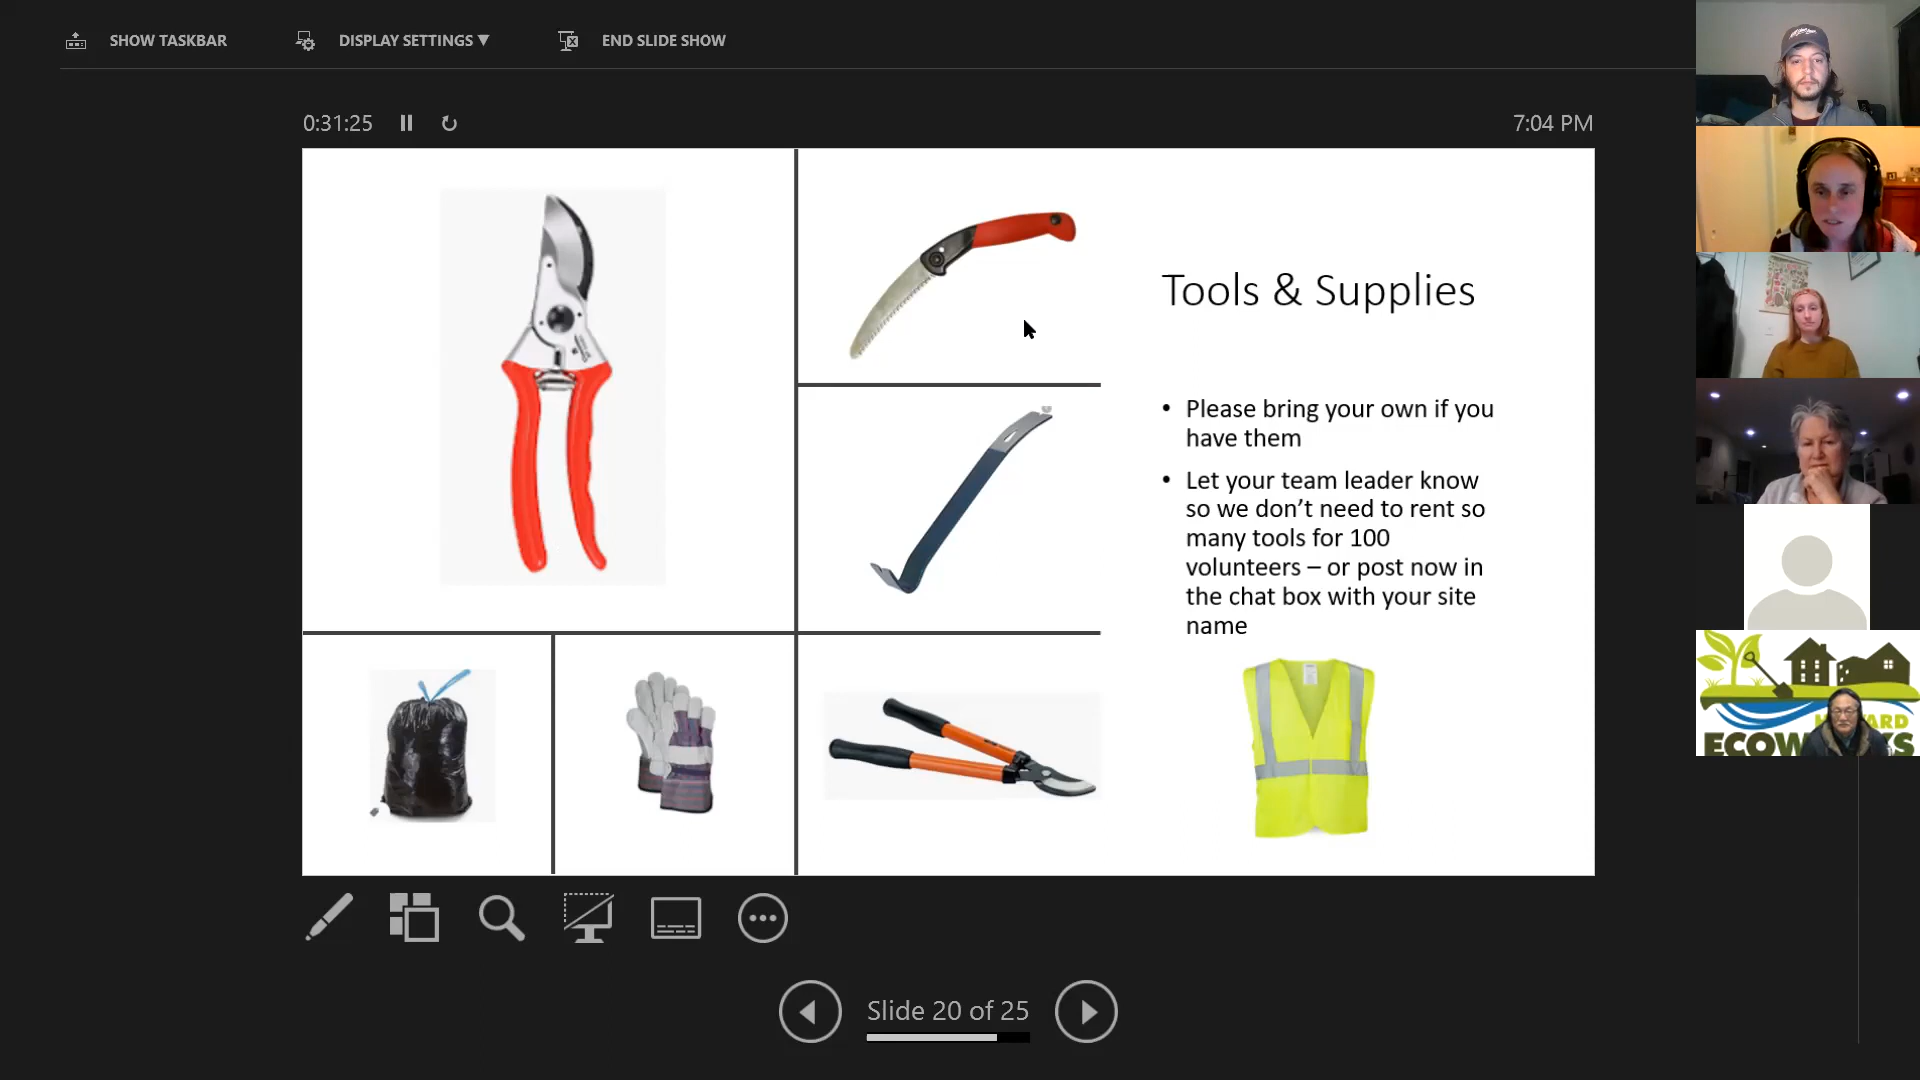 SHOW TASKBAR
DISPLAY SETTINGS ▼
END SLIDE SHOW
0:31:25
7:04 PM
Tools & Supplies
• Please bring your own if you
have them
• Let your team leader know
so we don’t need to rent so
many tools for 100
volunteers – or post now in
the chat box with your site
name
Slide 20 of 25